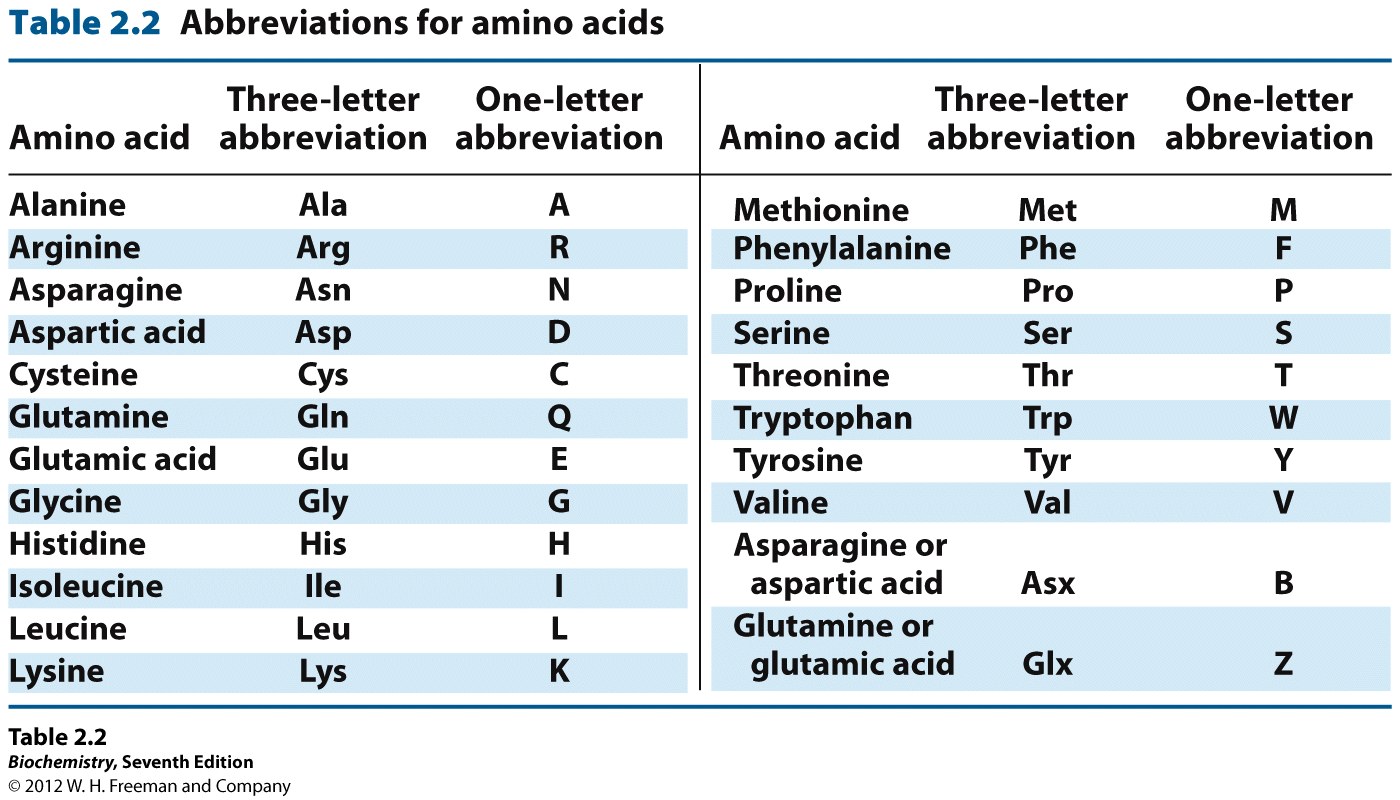 Table 2.2 Abbreviations for amino acids
Amino acid Three-letter abbreviation One-letter abbreviation
Alanine Ala A
Arginine Arg R
Asparagine Asn N
Aspartic acid Asp D
Cysteine Cys C
Glutamine Gln Q
Glutamic acid Glu E
Glycine Gly G
Histidine His H
Isoleucine Ile I
Leucine Leu L
Lysine Lys K
Amino acid Three-letter abbreviation One-letter abbreviation
Methionine Met M
Phenylalanine Phe F
Proline Pro P
Serine Ser S
Threonine Thr T
Tryptophan Trp W
Tyrosine Tyr Y
Valine Val V
Asparagine or
aspartic acid Asx B
Glutamine or
glutamic acid Glx Z
Table 2.2
Biochemistry, Seventh Edition
© 2012 W. H. Freeman and Company